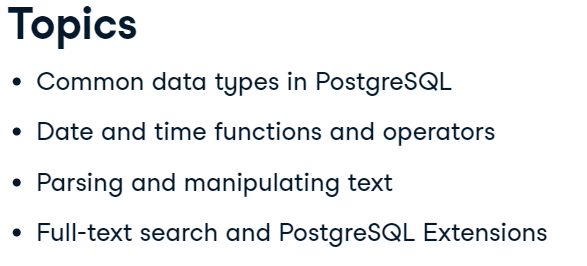 Topics
• Common data types in PostgreSQL
• Date and time functions and operators
• Parsing and manipulating text
• Full-text search and PostgreSQL Extensions